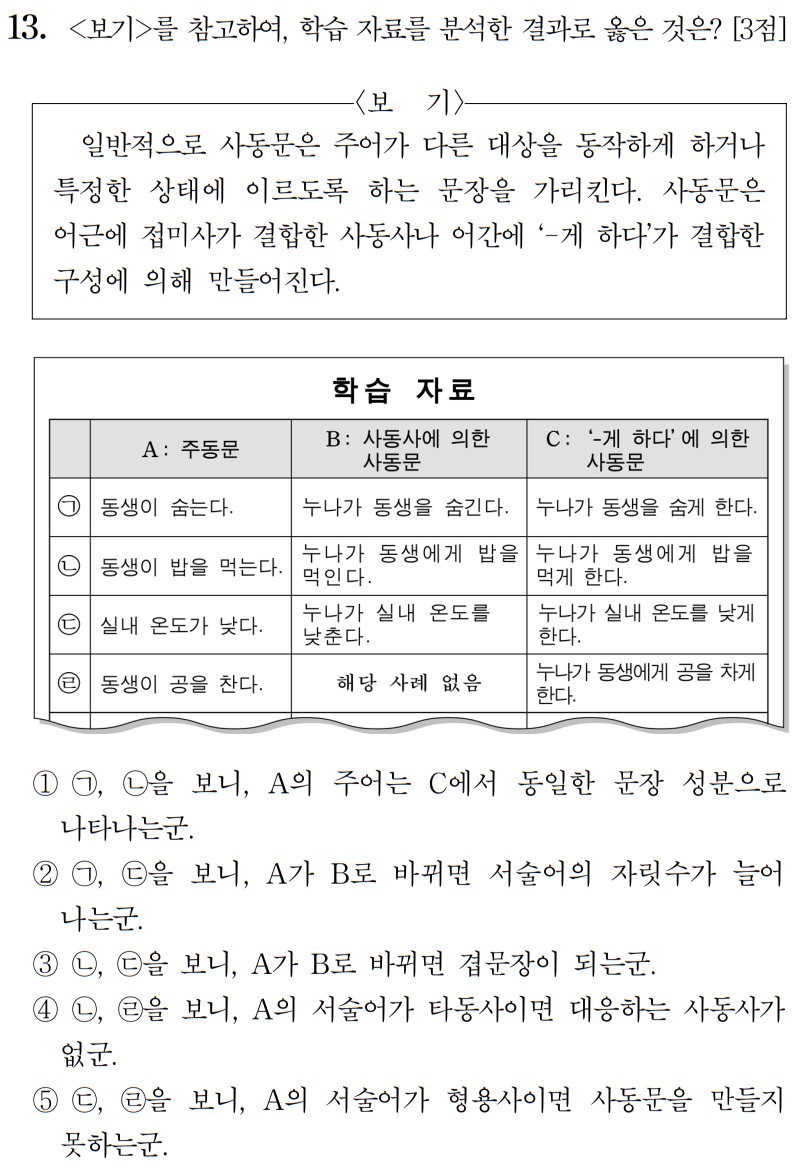 13. <보기>를 참고하여, 학습 자료를 분석한 결과로 옳은 것은? [3점]
〈보 기〉
일반적으로 사동문은 주어가 다른 대상을 동작하게 하거나
특정한 상태에 이르도록 하는 문장을 가리킨다. 사동문은
어근에 접미사가 결합한 사동사나 어간에 ‘-게 하다’가 결합한
구성에 의해 만들어진다.
학습 자료
A: 주동문
B: 사동사에 의한
사동문
C: ‘-게 하다’에 의한
사동문
㉠ 동생이 숨는다. 누나가 동생을 숨긴다. 누나가 동생을 숨게 한다.
㉡ 동생이 밥을 먹는다.
누나가 동생에게 밥을
먹인다.
누나가 동생에게 밥을
먹게 한다.
㉢ 실내 온도가 낮다.
누나가 실내 온도를
낮춘다.
누나가 실내 온도를 낮게
한다.
㉣ 동생이 공을 찬다. 해당 사례 없음
누나가 동생에게 공을 차게
한다.
① ㉠, ㉡을 보니, A의 주어는 C에서 동일한 문장 성분으로
나타나는군.
② ㉠, ㉢을 보니, A가 B로 바뀌면 서술어의 자릿수가 늘어
나는군.
③ ㉡, ㉢을 보니, A가 B로 바뀌면 겹문장이 되는군.
④ ㉡, ㉣을 보니, A의 서술어가 타동사이면 대응하는 사동사가
없군.
⑤ ㉢, ㉣을 보니, A의 서술어가 형용사이면 사동문을 만들지
못하는군.